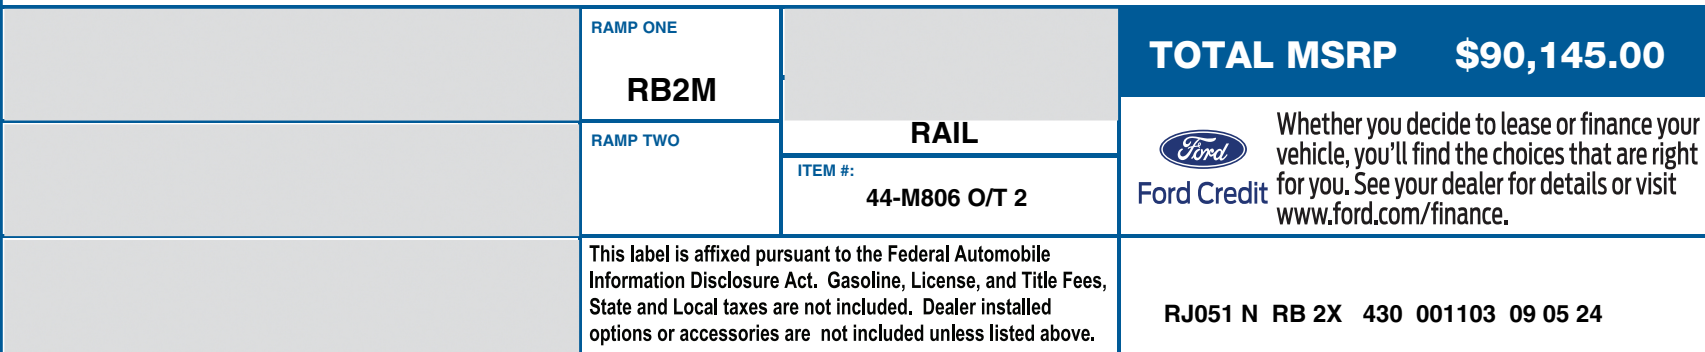 RAMP ONE
RB2M
RAMP TWO
RAIL
ITEM #:
44-M806 O/T 2
This label is affixed pursuant to the Federal Automobile
Information Disclosure Act. Gasoline, License, and Title Fees,
State and Local taxes are not included. Dealer installed
options or accessories are not included unless listed above.
TOTAL MSRP $90,145.00
Ford
Ford Credit
Whether you decide to lease or finance your
vehicle, you’ll find the choices that are right
for you. See your dealer for details or visit
www.ford.com/finance.
RJ051 N RB 2X 430 001103 09 05 24